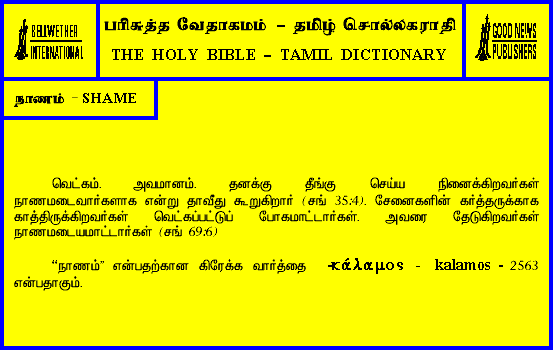 BELLWETHER
INTERNATIONAL
பரிசுத்த வேதாகமம் – தமிழ் சொல்லகராதி
THE HOLY BIBLE – TAMIL DICTIONARY
GOOD NEWS
PUBLISHERS
நாணம் - SHAME
வெட்கம். அவமானம். தனக்கு தீங்கு செய்ய நினைக்கிறவர்கள்
நாணமடைவார்களாக என்று தாவீது கூறுகிறார் (சங் 35:4). சேனைகளின் கர்த்தருக்காக
காத்திருக்கிறவர்கள் வெட்கப்பட்டுப் போகமாட்டார்கள். அவரை தேடுகிறவர்கள்
நாணமடையமாட்டார்கள் (சங் 69:6)
“நாணம்” என்பதற்கான கிரேக்க வார்த்தை -κάλαμος - kalamos - 2563
என்பதாகும்.